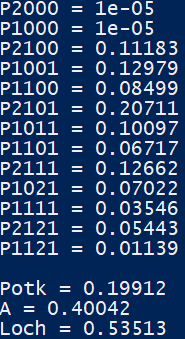 P2000 = 1e-05
P1000 = 1e-05
P2100 = 0.11183
P1001 = 0.12979
P1100 = 0.08499
P2101 = 0.20711
P1011 = 0.10097
P1101 = 0.06717
P2111 = 0.12662
P1021 = 0.07022
P1111 = 0.03546
P2121 = 0.05443
P1121 = 0.01139
Potk = 0.19912
A = 0.40042
Loch = 0.53513